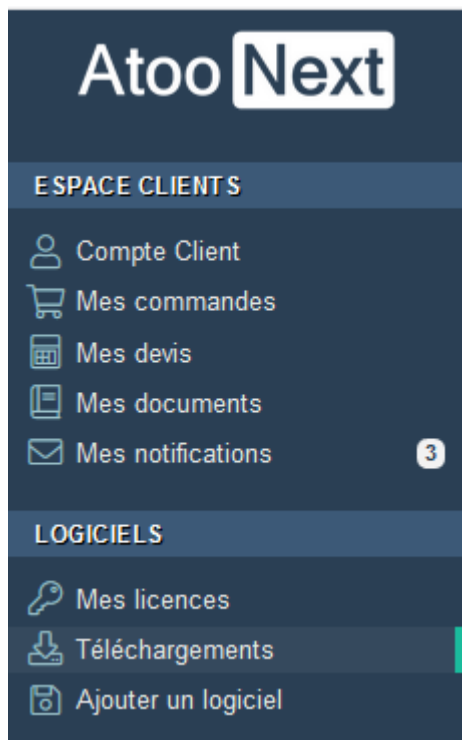 Atoo Next
ESPACE CLIENTS
Compte Client
Mes commandes
Mes devis
Mes documents
Mes notifications 3
LOGICIELS
Mes licences
Téléchargements
Ajouter un logiciel